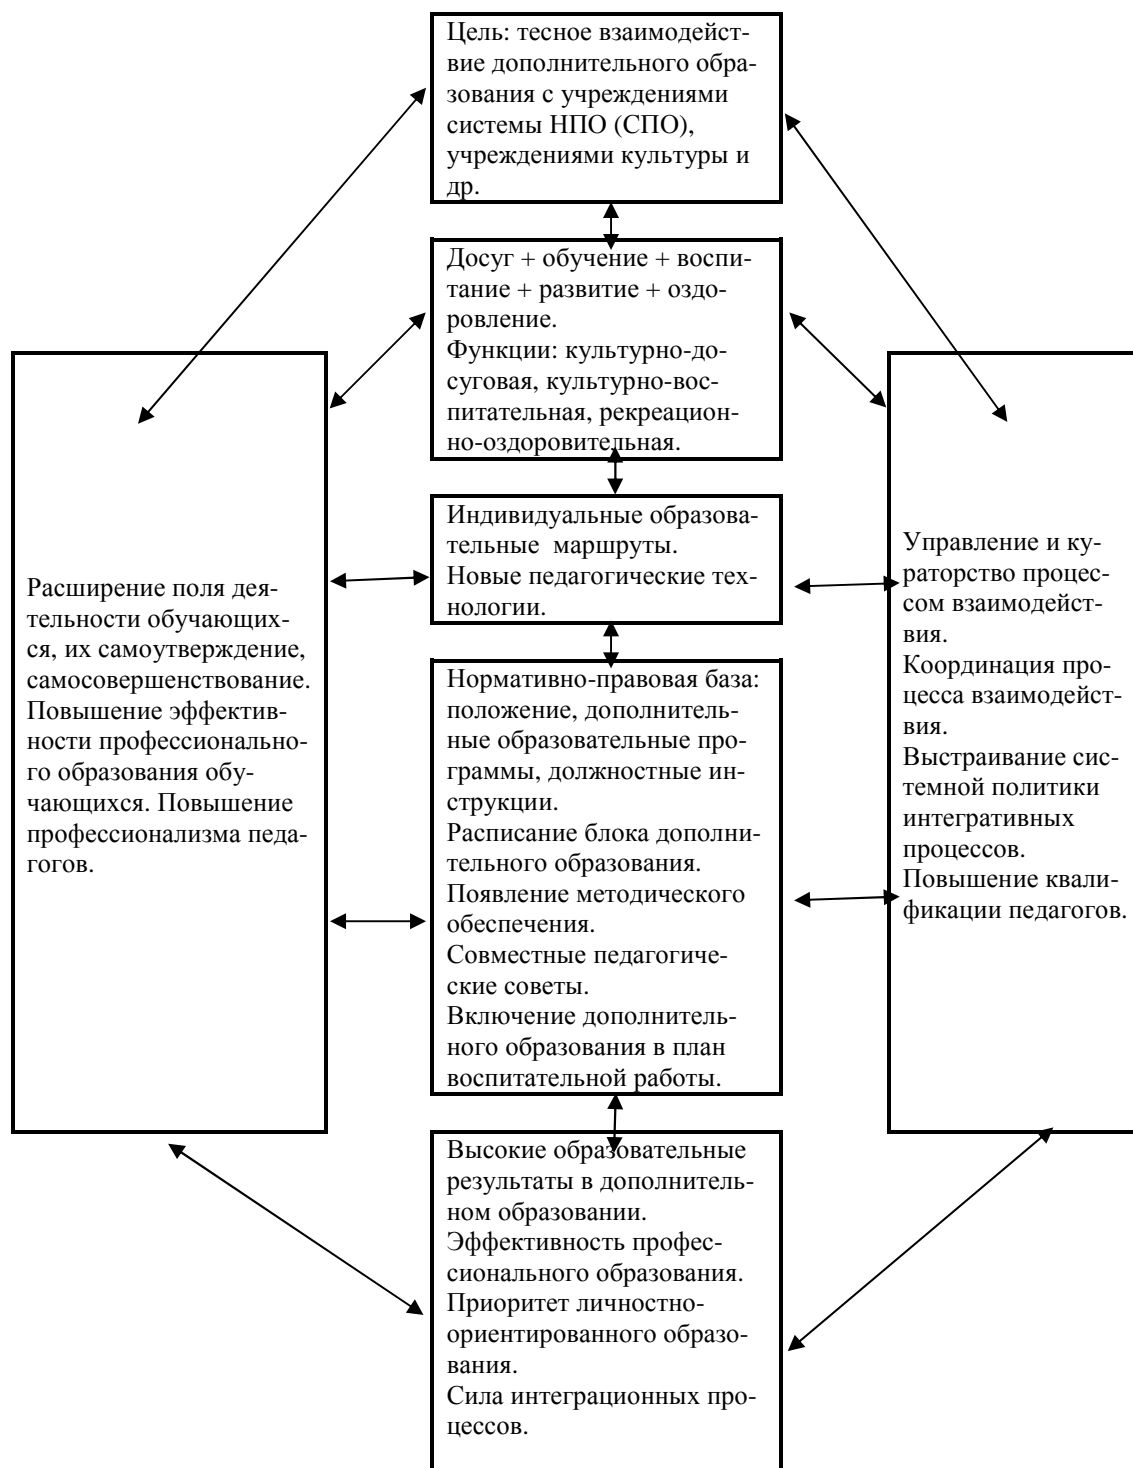 Цель: тесное взаимодейст-
вие дополнительного обра-
зования с учреждениями
системы НПО (СПО),
учреждениями культуры и
др.
Досуг + обучение + воспи-
тание + развитие + оздо-
ровление.
Функции: культурно-до-
суговая, культурно-вос-
питательная, рекреацион-
но-оздоровительная.
Индивидуальные образова-
тельные маршруты.
Новые педагогические тех-
нологии.
Нормативно-правовая база:
положение, дополнитель-
ные образовательные про-
граммы, должностные ин-
струкции.
Расписание блока дополни-
тельного образования.
Появление методического
обеспечения.
Совместные педагогиче-
ские советы.
Включение дополнитель-
ного образования в план
воспитательной работы.
Высокие образовательные
результаты в дополнитель-
ном образовании.
Эффективность профес-
сионального образования.
Приоритет личностно-
ориентированного образо-
вания.
Сила интеграционных про-
цессов.
Расширение поля дея-
тельности обучающих-
ся, их самоутверждение,
самосовершенствование.
Повышение эффектив-
ности профессионально-
го образования обу-
чающихся. Повышение
профессионализма педа-
гогов.
Управление и ку-
раторство процес-
сом взаимодейст-
вия.
Координация про-
цесса взаимодейст-
вия.
Выстраивание сис-
темной политики
интегративных
процессов.
Повышение квали-
фикации педагогов.